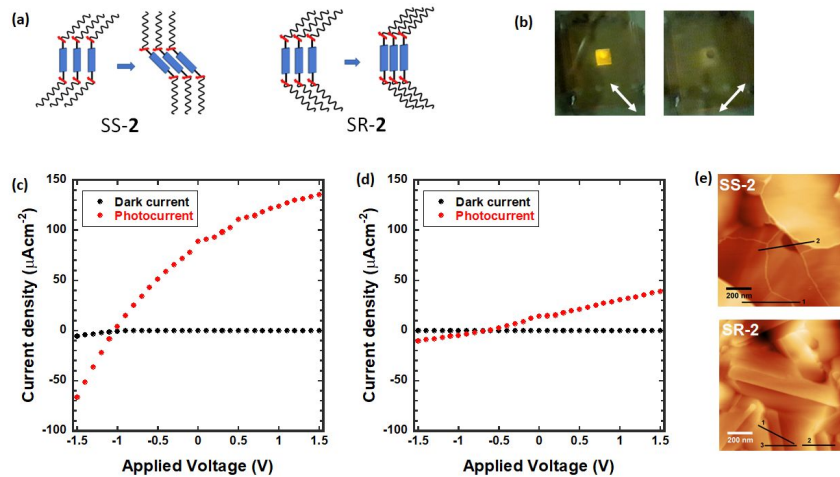 (a)
SS-2
SR-2
(b)
(c)
150
100
50
0
-50
-100
Current density (µAcm-2)
Dark current
Photocurrent
-1.5
-1
-0.5
0
0.5
1
1.5
Applied Voltage (V)
(d)
150
100
50
0
-50
-100
Current density (µAcm-2)
Dark current
Photocurrent
-1.5
-1
-0.5
0
0.5
1
1.5
Applied Voltage (V)
(e)
SS-2
2
200 nm
1
SR-2
200 nm
1
3
2